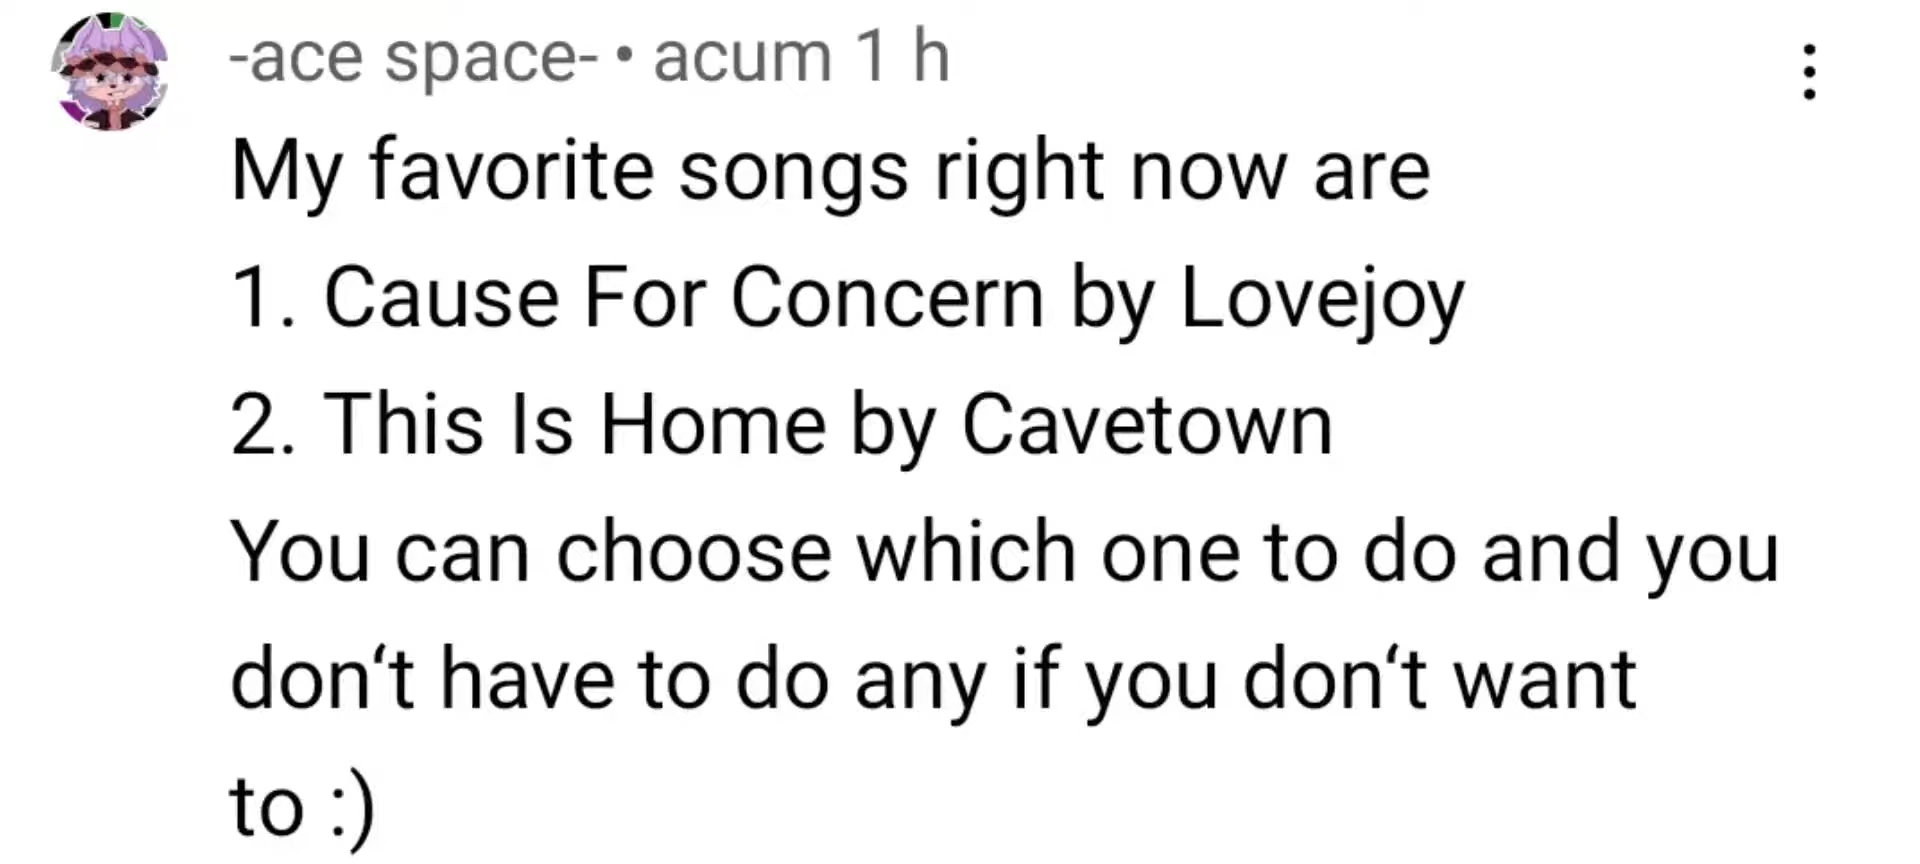 -ace space- • acum 1 h
My favorite songs right now are
1. Cause For Concern by Lovejoy
2. This Is Home by Cavetown
You can choose which one to do and you
don‘t have to do any if you don‘t want
to :)